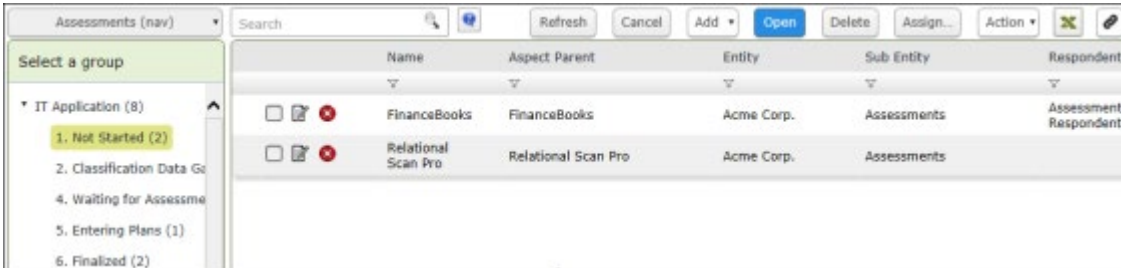 Assessments (nav)
Search
Refresh Cancel Add Open Delete Assign... Action
Select a group
Name Aspect Parent Entity Sub Entity Respondent
IT Application (8)
1. Not Started (2)
2. Classification Data Ga
4. Waiting for Assessme
5. Entering Plans (1)
6. Finalized (2)
FinanceBooks FinanceBooks Acme Corp. Assessments Assessment
Respondent
Relational
Scan Pro Relational Scan Pro Acme Corp. Assessments